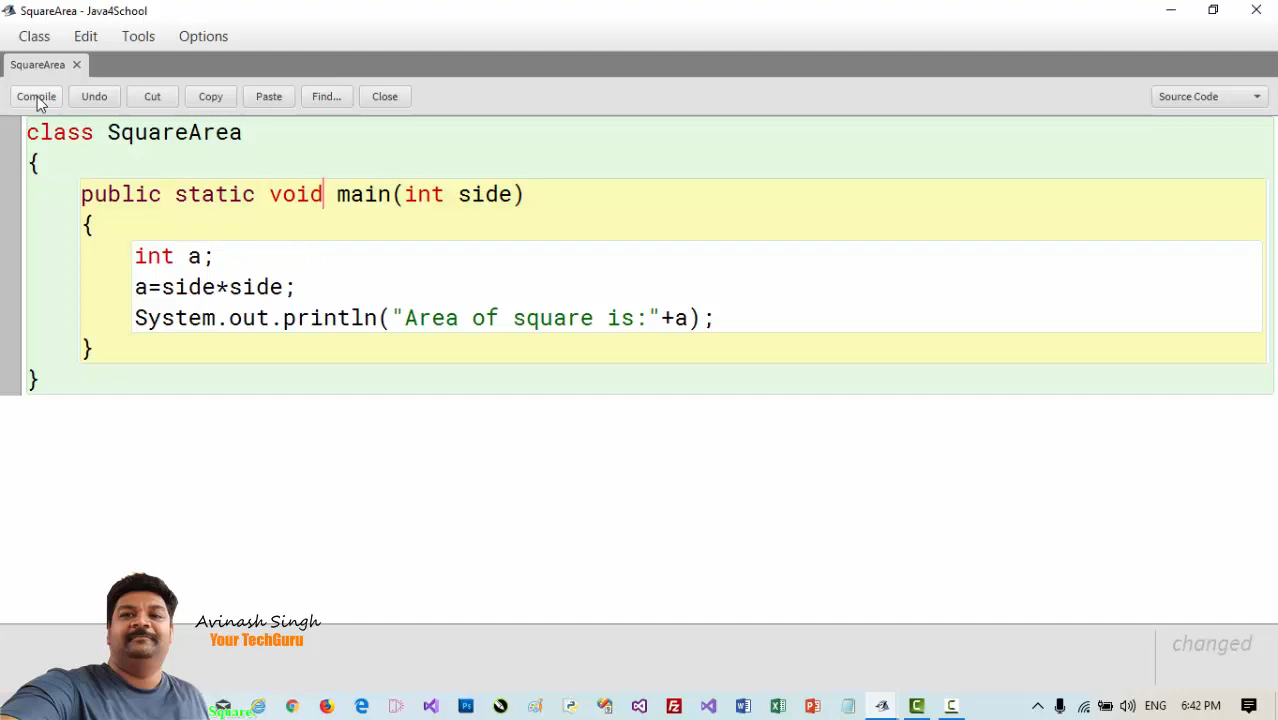 SquareArea - Java4School
Class Edit Tools Options
SquareArea
Compile Undo Cut Copy Paste Find... Close Source Code
class SquareArea
{
public static void main(int side)
{
int a;
a=side*side;
System.out.println("Area of square is:"+a);
}
}
Avinash Singh
Your TechGuru
changed
Square
ENG 6:42 PM